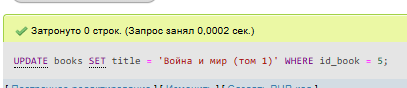 Затронуто 0 строк. (Запрос занял 0,0002 сек.)
UPDATE books SET title = 'Война и мир (том 1)' WHERE id_book = 5;